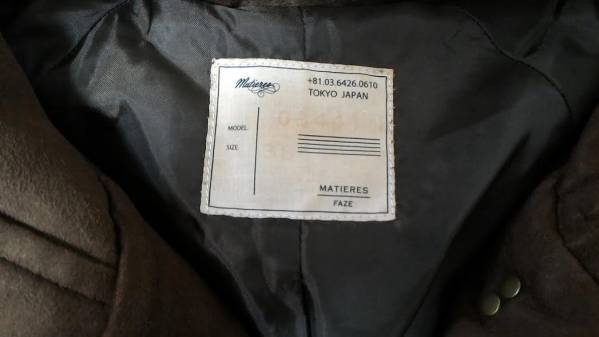 Matieres
+81.03.6426.0610
TOKYO JAPAN
MODEL
SIZE
MATIERES
FAZE